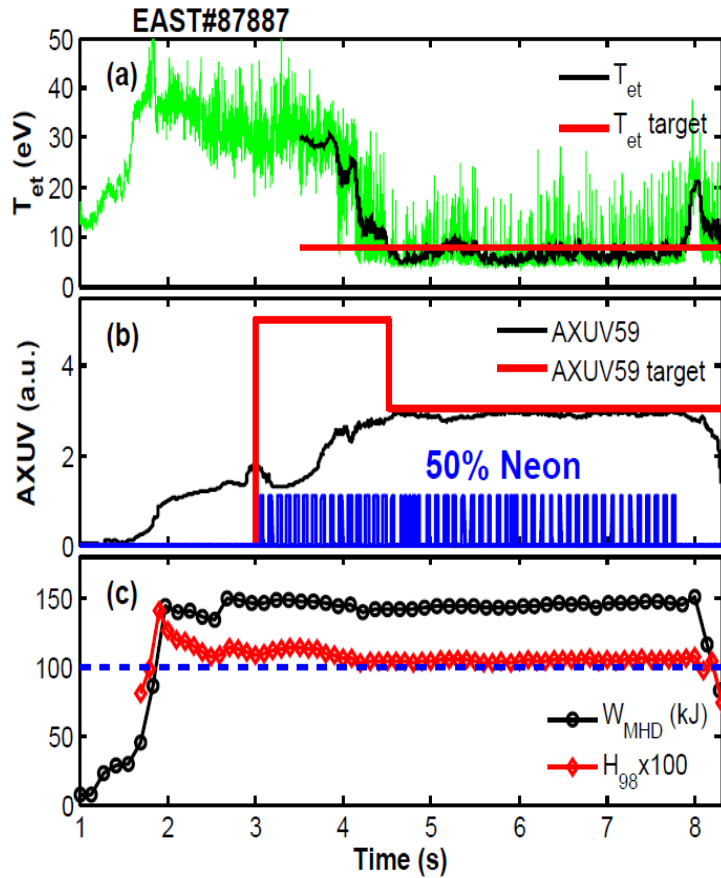 EAST#87887
(a)
T_et
T_et target
T_et (eV)
50
40
30
20
10
0
(b)
AXUV59
AXUV59 target
AXUV (a.u.)
4
2
0
50% Neon
(c)
150
100
50
0
W_MHD (kJ)
H_98x100
1 2 3 4 5 6 7 8
Time (s)